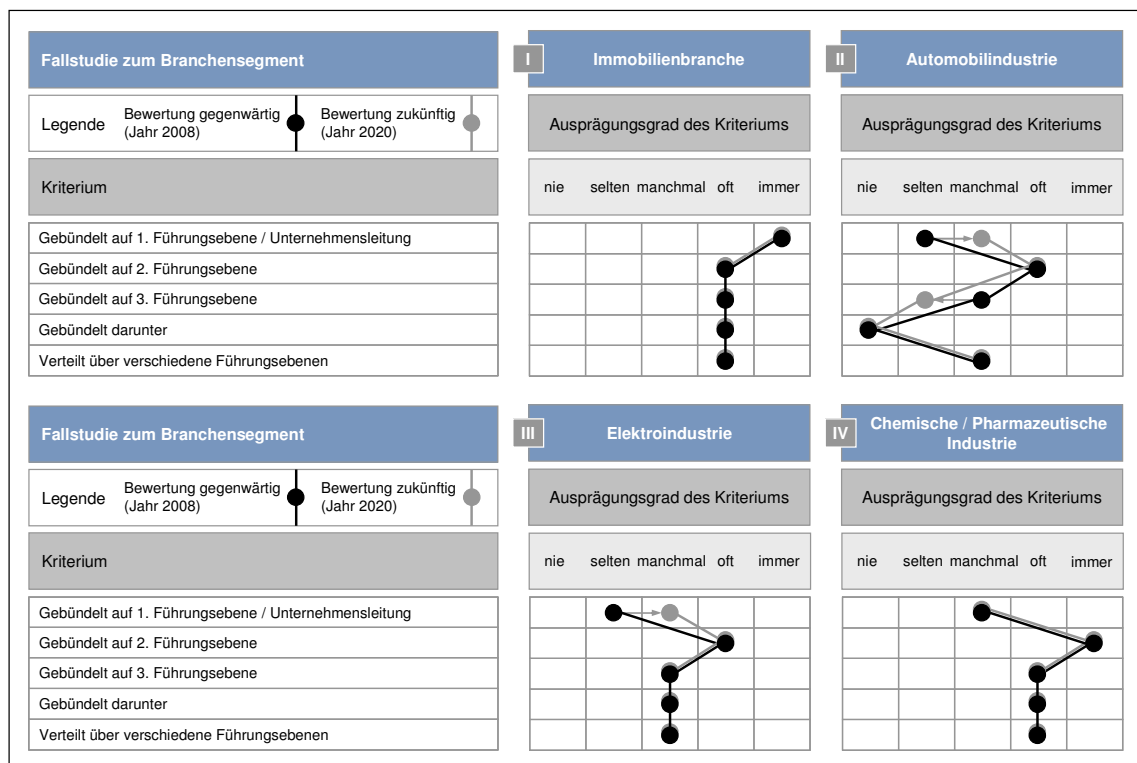 Fallstudie zum Branchensegment
I
Immobilienbranche
II
Automobilindustrie
Legende
Bewertung gegenwärtig
(Jahr 2008)
Bewertung zukünftig
(Jahr 2020)
Ausprägungsgrad des Kriteriums
Ausprägungsgrad des Kriteriums
Kriterium
nie selten manchmal oft immer
nie selten manchmal oft immer
Gebündelt auf 1. Führungsebene / Unternehmensleitung
Gebündelt auf 2. Führungsebene
Gebündelt auf 3. Führungsebene
Gebündelt darunter
Verteilt über verschiedene Führungsebenen
Fallstudie zum Branchensegment
III
Elektroindustrie
IV
Chemische / Pharmazeutische
Industrie
Legende
Bewertung gegenwärtig
(Jahr 2008)
Bewertung zukünftig
(Jahr 2020)
Ausprägungsgrad des Kriteriums
Ausprägungsgrad des Kriteriums
Kriterium
nie selten manchmal oft immer
nie selten manchmal oft immer
Gebündelt auf 1. Führungsebene / Unternehmensleitung
Gebündelt auf 2. Führungsebene
Gebündelt auf 3. Führungsebene
Gebündelt darunter
Verteilt über verschiedene Führungsebenen